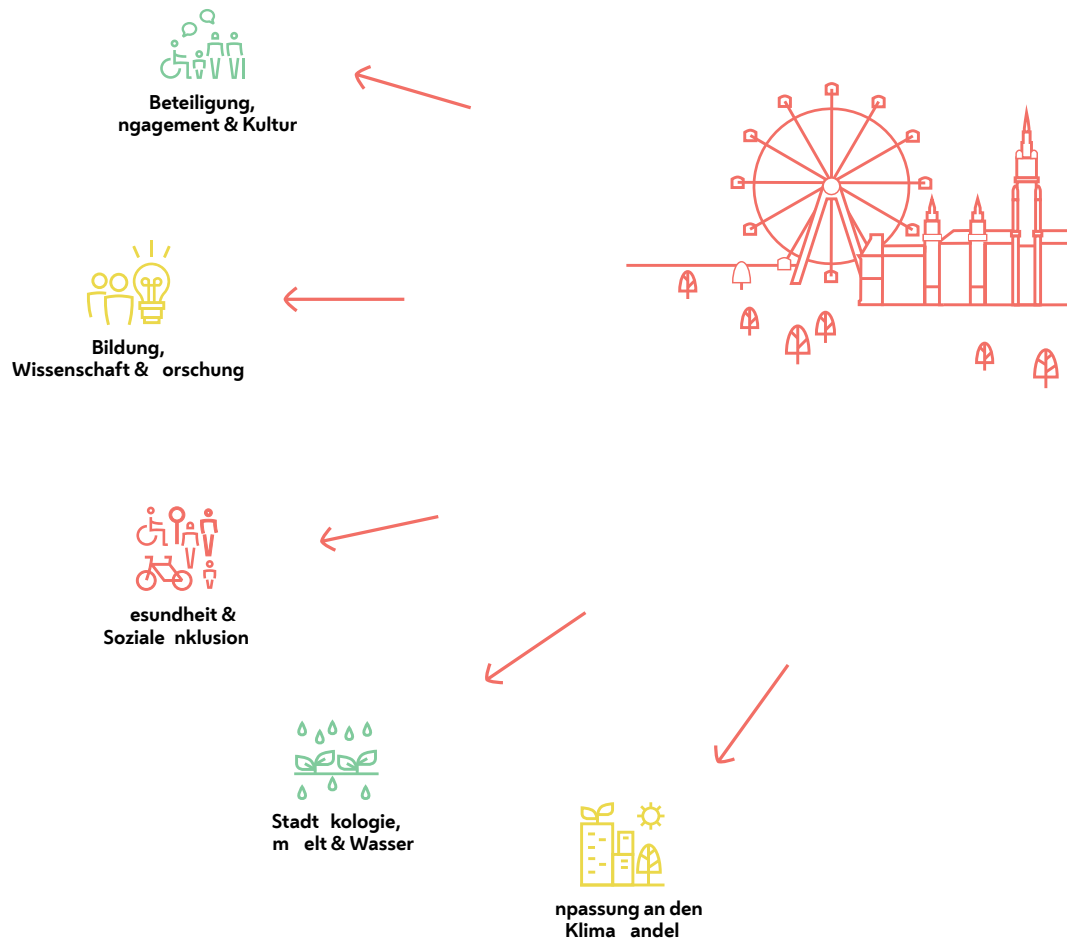 Beteiligung,
ngagement & Kultur
Bildung,
Wissenschaft & orschung
esundheit &
Soziale nklusion
Stadt kologie,
m elt & Wasser
npassung an den
Klima andel